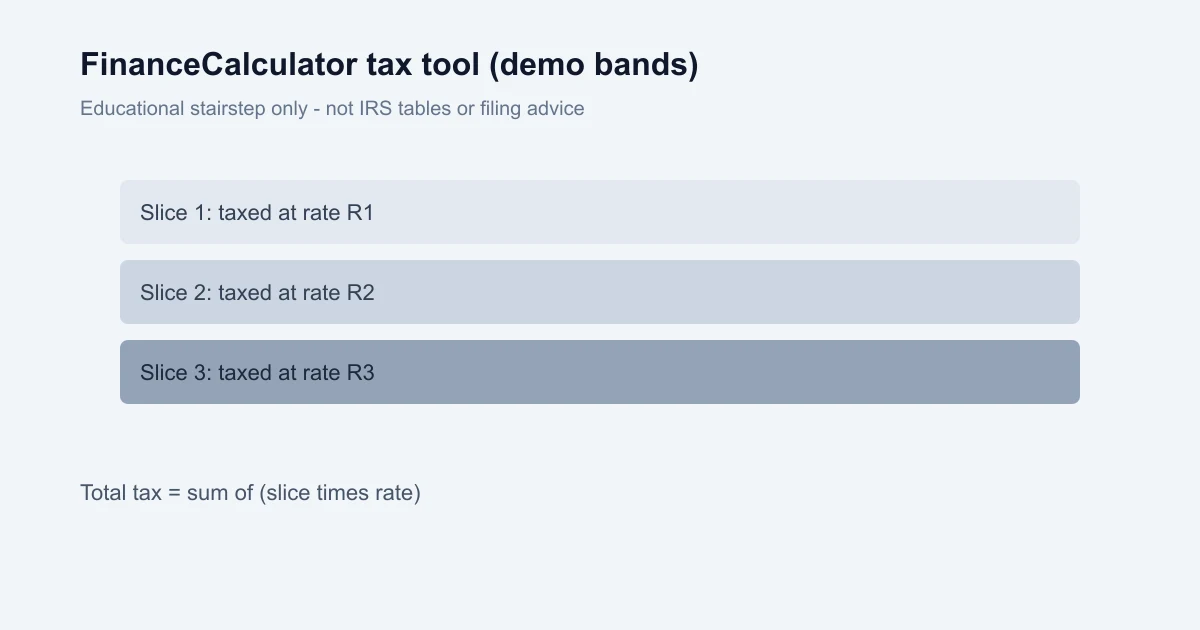 FinanceCalculator tax tool (demo bands)
Educational stairstep only - not IRS tables or filing advice
Slice 1: taxed at rate R1
Slice 2: taxed at rate R2
Slice 3: taxed at rate R3
Total tax = sum of (slice times rate)